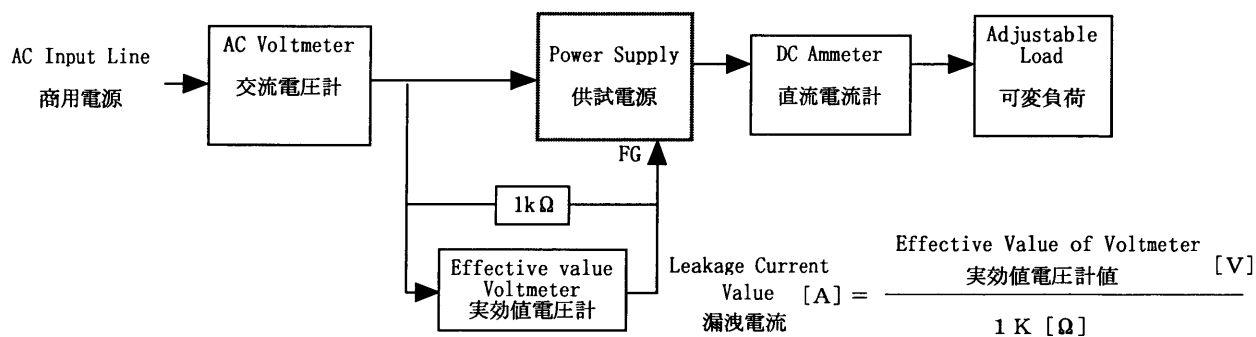 AC Input Line
商用電源
AC Voltmeter
交流電圧計
Power Supply
供試電源
DC Ammeter
直流電流計
Adjustable
Load
可変負荷
FG
1kΩ
Effective value
Voltmeter
実効値電圧計
Leakage Current
Value [A] =
漏洩電流
Effective Value of Voltmeter
実効値電圧計値 [V]
1 K [Ω]